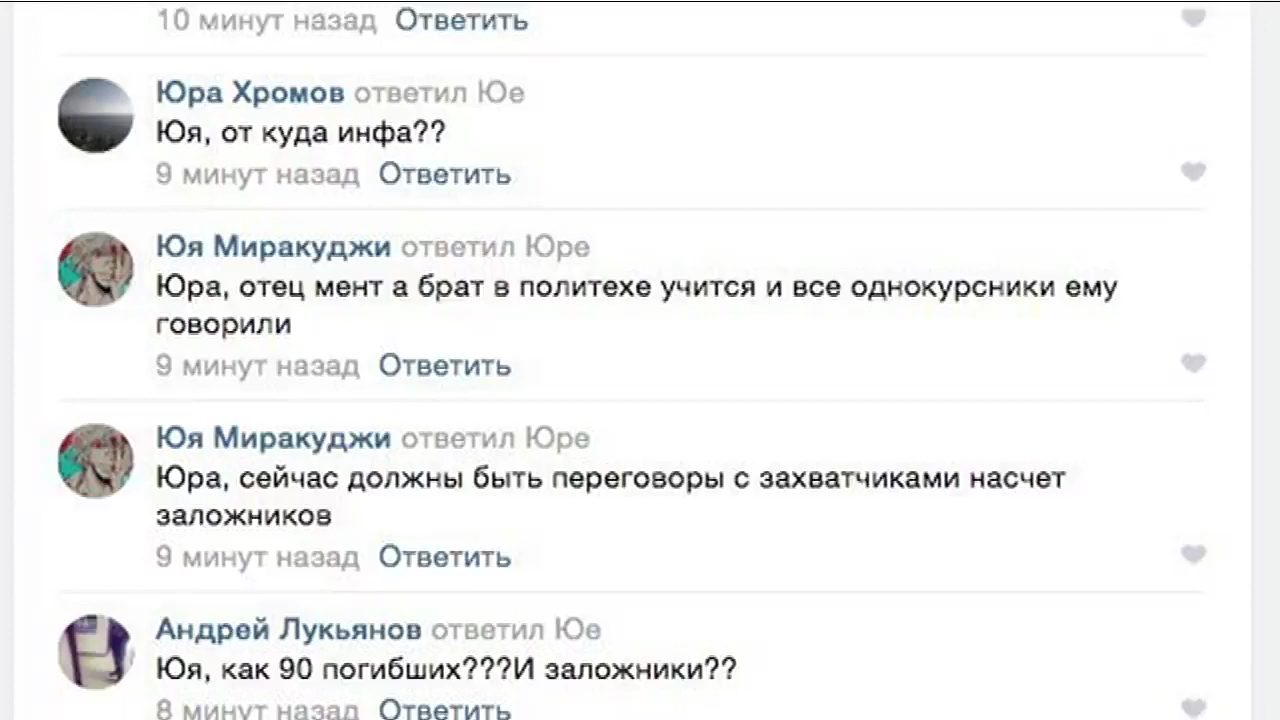 10 минут назад Ответить
Юра Хромов ответил Юе
Юя, от куда инфа??
9 минут назад Ответить
Юя Миракуджи ответил Юре
Юра, отец мент а брат в политехе учится и все однокурсники ему
говорили
9 минут назад Ответить
Юя Миракуджи ответил Юре
Юра, сейчас должны быть переговоры с захватчиками насчет
заложников
9 минут назад Ответить
Андрей Лукьянов ответил Юе
Юя, как 90 погибших???И заложники??
8 минут назад Ответить